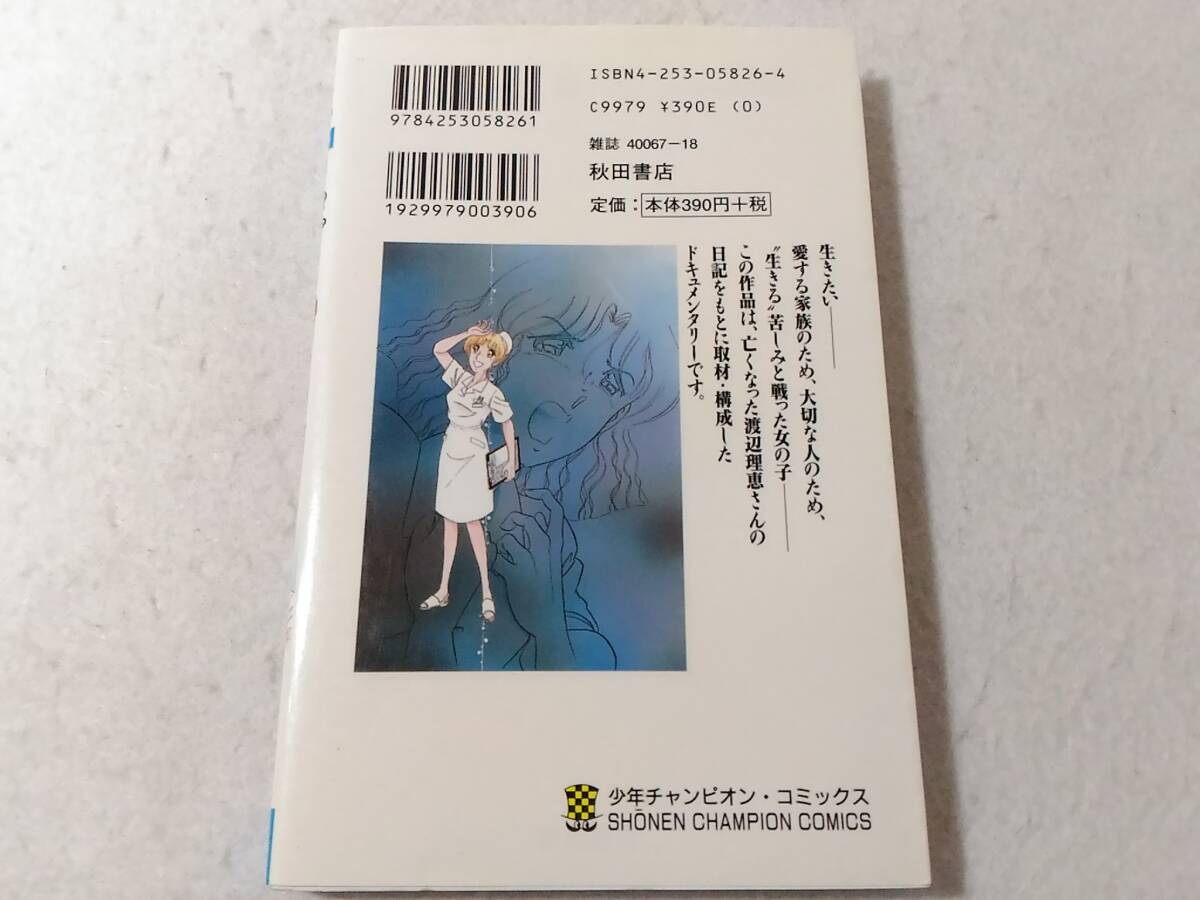 ISBN4-253-05826-4
C9979 ¥390E (0)
9784253058261
雑誌 40067-18
秋田書店
定価：本体390円+税
1929979003906
生きたい――
愛する家族のため、大切な人のため、
〝生きる〟苦しみと戦った女の子――
この作品は、亡くなった渡辺理恵さんの
日記をもとに取材・構成した
ドキュメンタリーです。
少年チャンピオン・コミックス
SHŌNEN CHAMPION COMICS